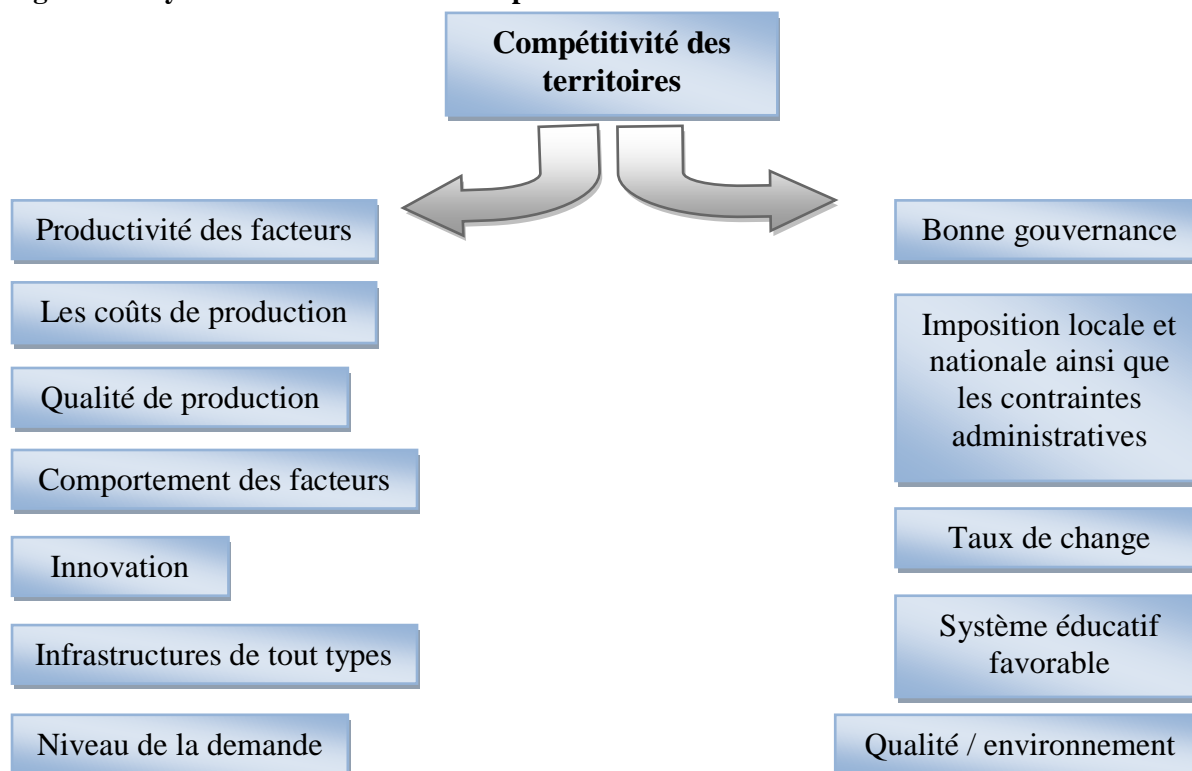 Compétitivité des
territoires
Productivité des facteurs
Les coûts de production
Qualité de production
Comportement des facteurs
Innovation
Infrastructures de tout types
Niveau de la demande
Bonne gouvernance
Imposition locale et
nationale ainsi que
les contraintes
administratives
Taux de change
Système éducatif
favorable
Qualité / environnement